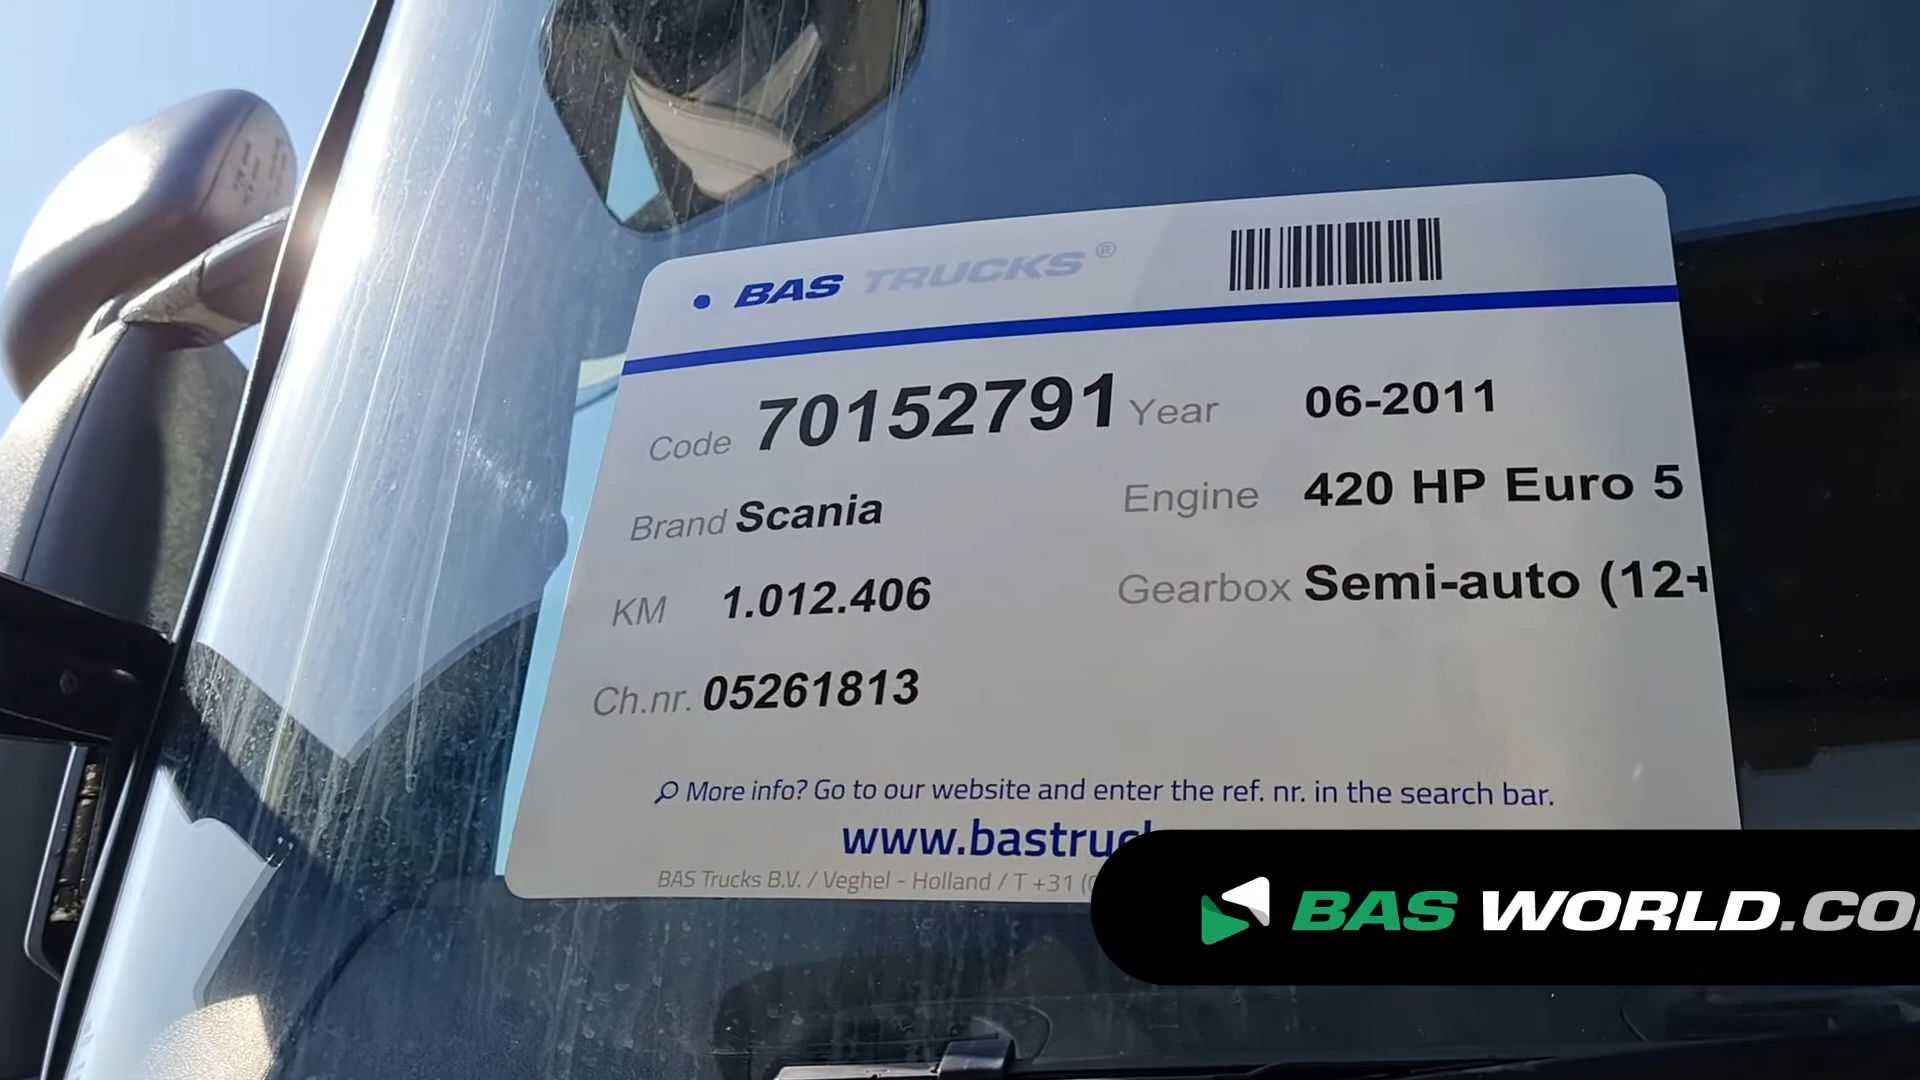 BAS TRUCKS ®
Code 70152791 Year 06-2011
Brand Scania Engine 420 HP Euro 5
KM 1.012.406 Gearbox Semi-auto (12+
Ch.nr. 05261813
More info? Go to our website and enter the ref. nr. in the search bar.
www.bastruc
BAS Trucks B.V. / Veghel - Holland / T +31 (
BAS WORLD.CO